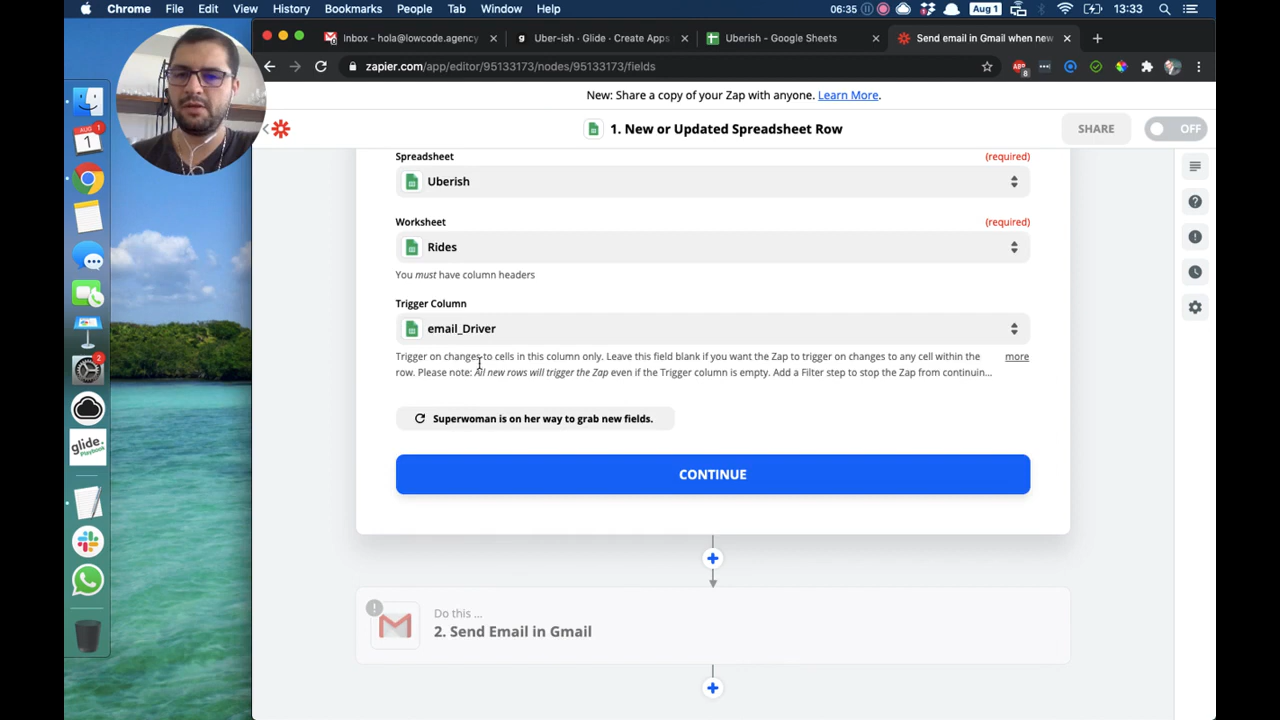 Chrome File Edit View History Bookmarks People Tab Window Help 06:35 Aug 1 13:33
Inbox - hola@lowcode.agency
Uber-ish · Glide · Create Apps
Uberish - Google Sheets
Send email in Gmail when new
zapier.com/app/editor/95133173/nodes/95133173/fields
8
New: Share a copy of your Zap with anyone. Learn More.
1. New or Updated Spreadsheet Row
SHARE
OFF
Spreadsheet (required)
Uberish
Worksheet (required)
Rides
You must have column headers
Trigger Column
email_Driver
Trigger on changes to cells in this column only. Leave this field blank if you want the Zap to trigger on changes to any cell within the more
row. Please note: All new rows will trigger the Zap even if the Trigger column is empty. Add a Filter step to stop the Zap from continuin...
Superwoman is on her way to grab new fields.
CONTINUE
Do this ...
2. Send Email in Gmail
AUG 1
1
2
glide
Playbook